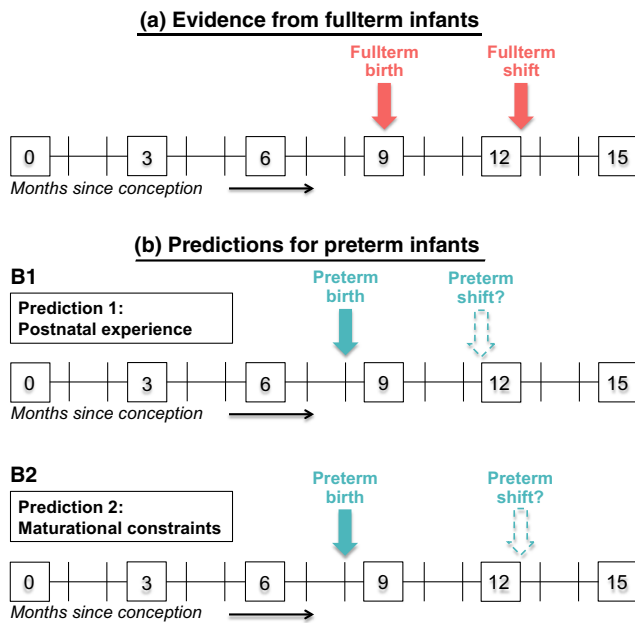 (a) Evidence from fullterm infants
Fullterm
birth
Fullterm
shift
0 3 6 9 12 15
Months since conception
(b) Predictions for preterm infants
B1
Prediction 1:
Postnatal experience
Preterm
birth
Preterm
shift?
0 3 6 9 12 15
Months since conception
B2
Prediction 2:
Maturational constraints
Preterm
birth
Preterm
shift?
0 3 6 9 12 15
Months since conception